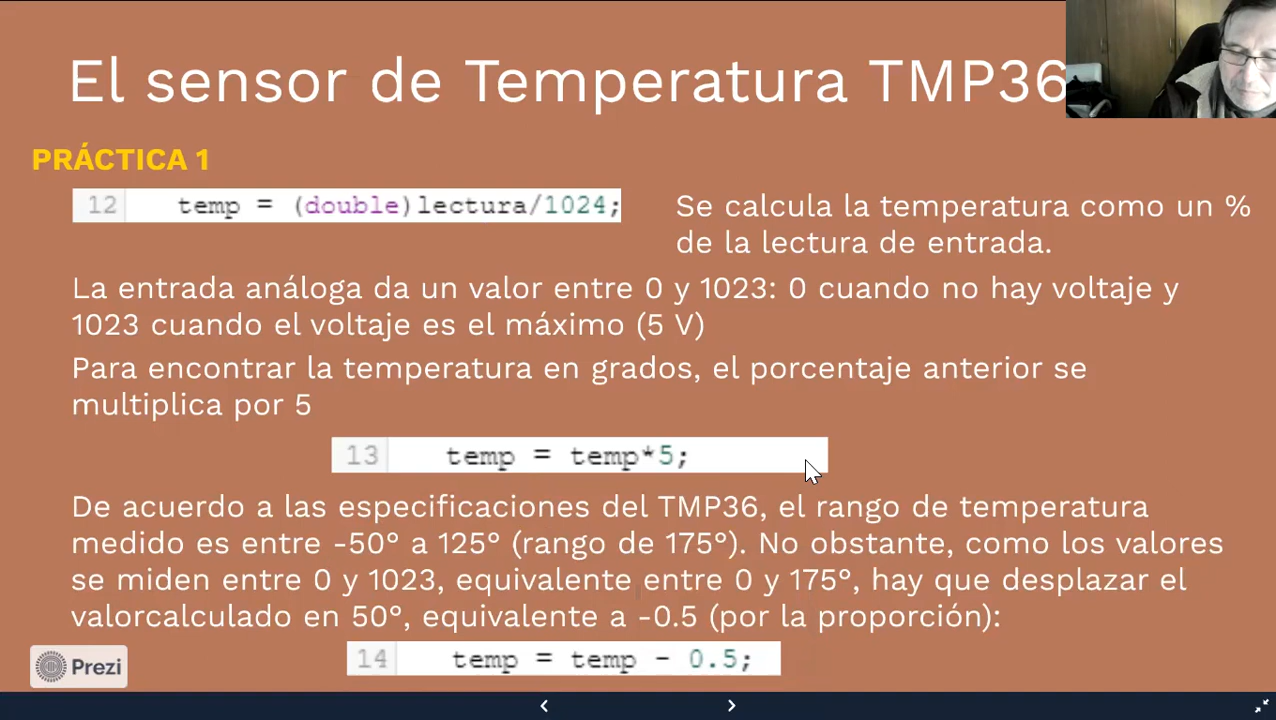 El sensor de Temperatura TMP36
PRÁCTICA 1
12 temp = (double)lectura/1024;
Se calcula la temperatura como un %
de la lectura de entrada.
La entrada análoga da un valor entre 0 y 1023: 0 cuando no hay voltaje y
1023 cuando el voltaje es el máximo (5 V)
Para encontrar la temperatura en grados, el porcentaje anterior se
multiplica por 5
13 temp = temp*5;
De acuerdo a las especificaciones del TMP36, el rango de temperatura
medido es entre -50° a 125° (rango de 175°). No obstante, como los valores
se miden entre 0 y 1023, equivalente entre 0 y 175°, hay que desplazar el
valorcalculado en 50°, equivalente a -0.5 (por la proporción):
14 temp = temp - 0.5;
Prezi